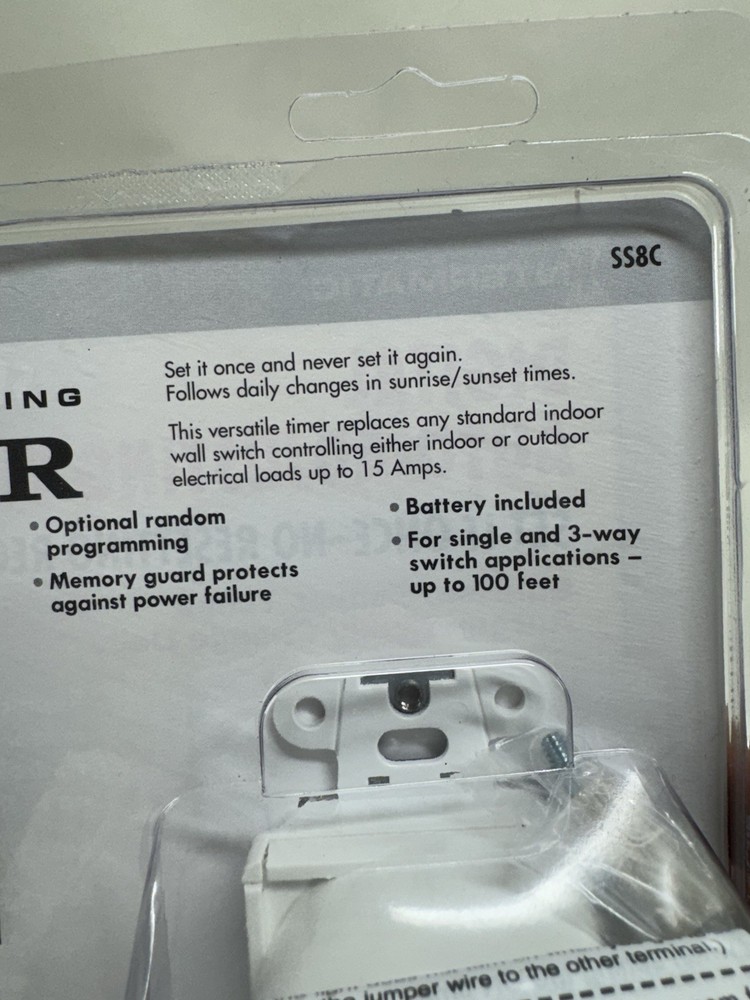 SS8C
Set it once and never set it again.
Follows daily changes in sunrise/sunset times.
ING
R
This versatile timer replaces any standard indoor
wall switch controlling either indoor or outdoor
electrical loads up to 15 Amps.
• Optional random
programming
• Memory guard protects
against power failure
• Battery included
• For single and 3-way
switch applications –
up to 100 feet
jumper wire to the other terminal.)